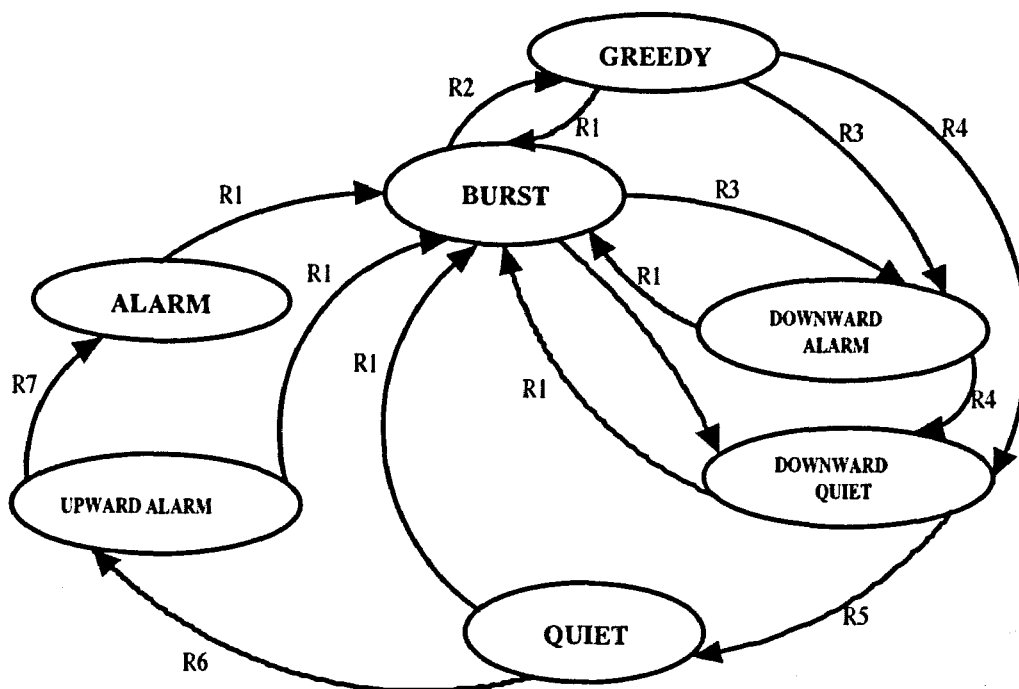 GREEDY
R2
R1
R4
R3
BURST
R3
R1
R1
R1
ALARM
DOWNWARD
ALARM
R1
R1
R7
R4
DOWNWARD
QUIET
UPWARD ALARM
R5
QUIET
R6